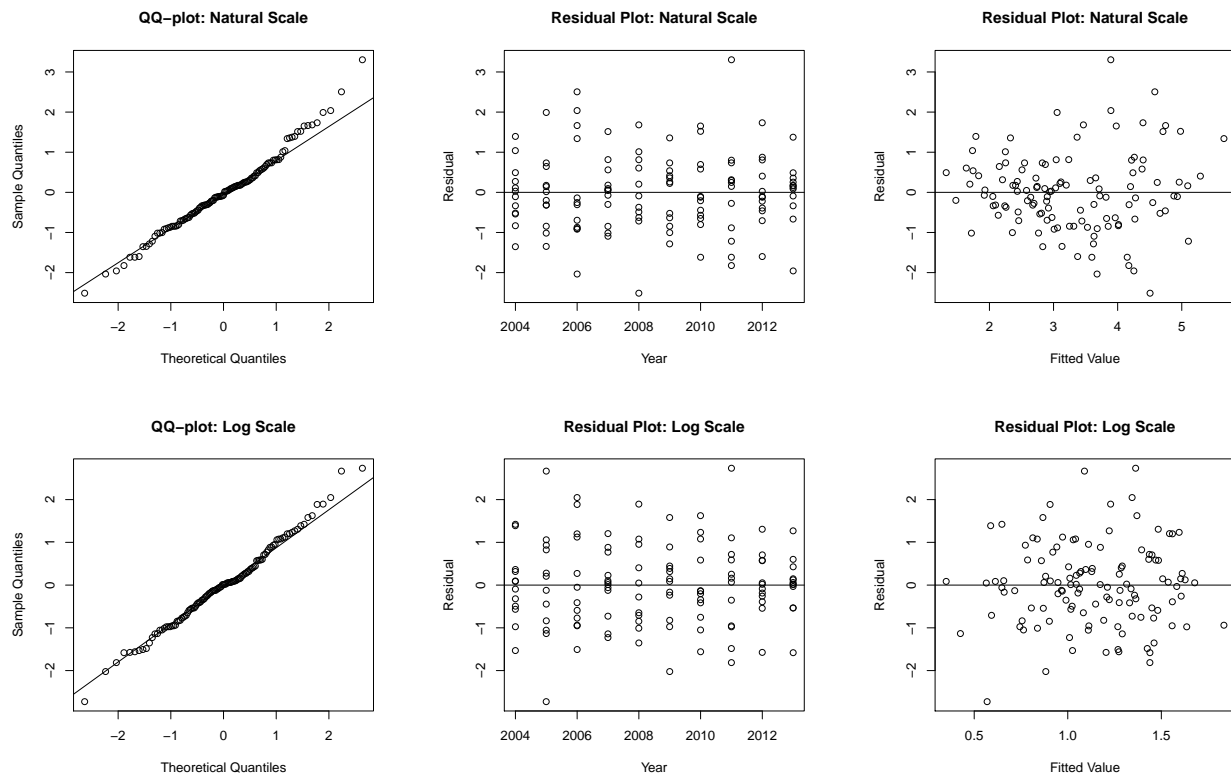 QQ−plot: Natural Scale
Sample Quantiles
3
2
1
0
−1
−2
−2 −1 0 1 2
Theoretical Quantiles
Residual Plot: Natural Scale
Residual
3
2
1
0
−1
−2
2004 2006 2008 2010 2012
Year
Residual Plot: Natural Scale
Residual
3
2
1
0
−1
−2
2 3 4 5
Fitted Value
QQ−plot: Log Scale
Sample Quantiles
2
1
0
−1
−2
−2 −1 0 1 2
Theoretical Quantiles
Residual Plot: Log Scale
Residual
2
1
0
−1
−2
2004 2006 2008 2010 2012
Year
Residual Plot: Log Scale
Residual
2
1
0
−1
−2
0.5 1.0 1.5
Fitted Value